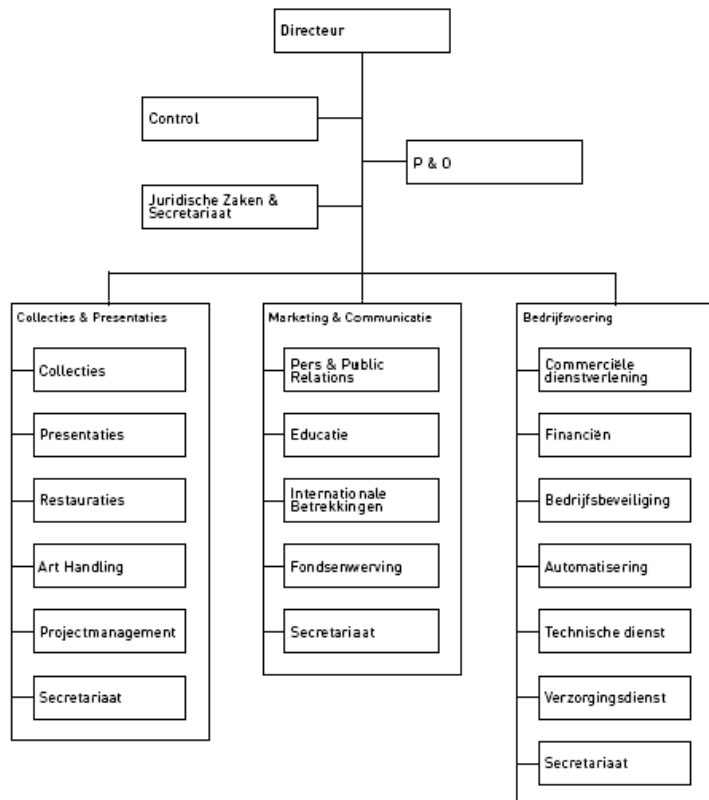 Directeur
Control
P & O
Juridische Zaken &
Secretariaat
Collecties & Presentaties
Collecties
Presentaties
Restauraties
Art Handling
Projectmanagement
Secretariaat
Marketing & Communicatie
Pers & Public
Relations
Educatie
Internationale
Betrekkingen
Fondsenwerving
Secretariaat
Bedrijfsvoering
Commerciële
dienstverlening
Financiën
Bedrijfsbeveiliging
Automatisering
Technische dienst
Verzorgingsdienst
Secretariaat